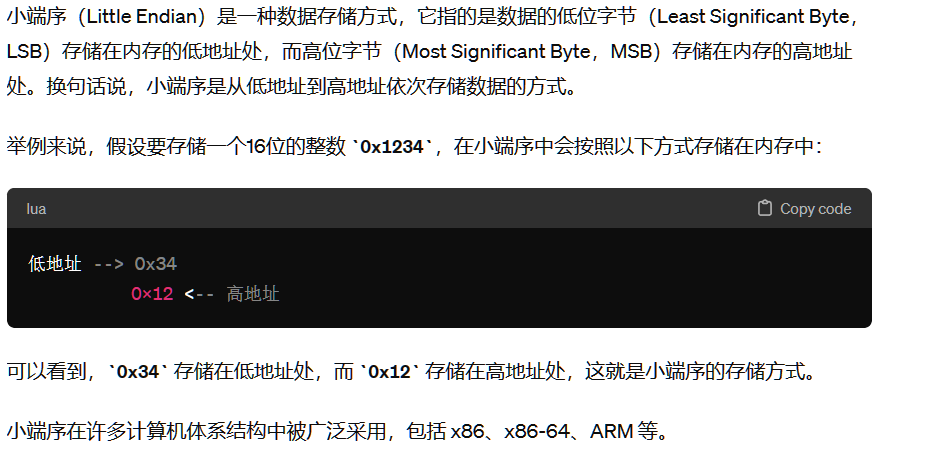 小端序（Little Endian）是一种数据存储方式，它指的是数据的低位字节（Least Significant Byte，
LSB）存储在内存的低地址处，而高位字节（Most Significant Byte，MSB）存储在内存的高地址
处。换句话说，小端序是从低地址到高地址依次存储数据的方式。
举例来说，假设要存储一个16位的整数 `0x1234`，在小端序中会按照以下方式存储在内存中：
lua Copy code
低地址 --> 0x34
0x12 <-- 高地址
可以看到，`0x34` 存储在低地址处，而 `0x12` 存储在高地址处，这就是小端序的存储方式。
小端序在许多计算机体系结构中被广泛采用，包括 x86、x86-64、ARM 等。